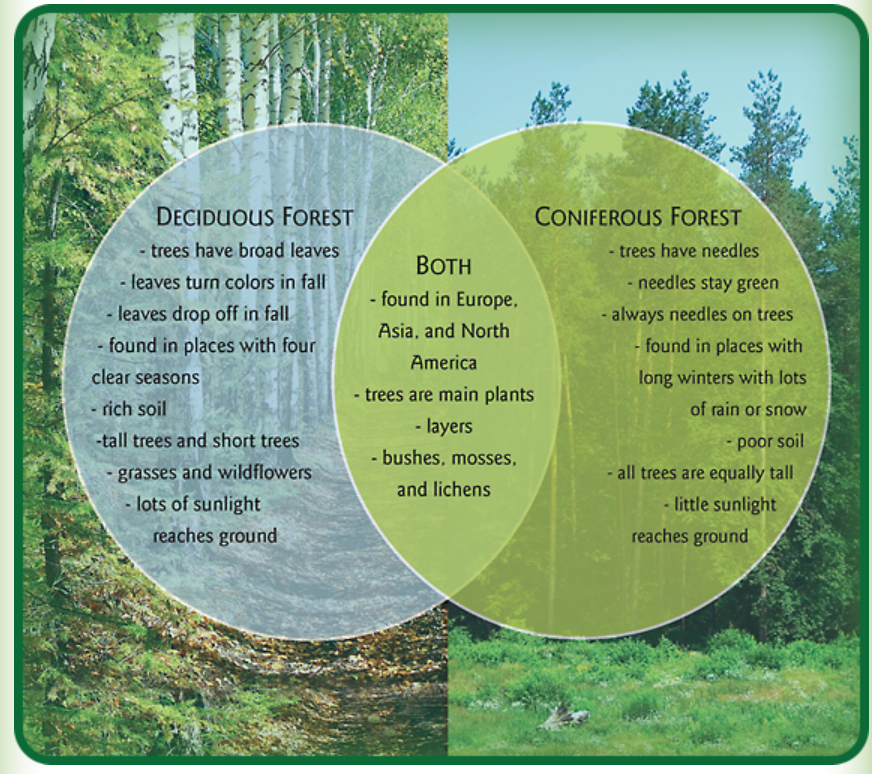 DECIDUOUS FOREST
- trees have broad leaves
- leaves turn colors in fall
- leaves drop off in fall
- found in places with four
clear seasons
- rich soil
-tall trees and short trees
- grasses and wildflowers
- lots of sunlight
reaches ground
BOTH
- found in Europe,
Asia, and North
America
- trees are main plants
- layers
- bushes, mosses,
and lichens
CONIFEROUS FOREST
- trees have needles
- needles stay green
- always needles on trees
- found in places with
long winters with lots
of rain or snow
- poor soil
- all trees are equally tall
- little sunlight
reaches ground